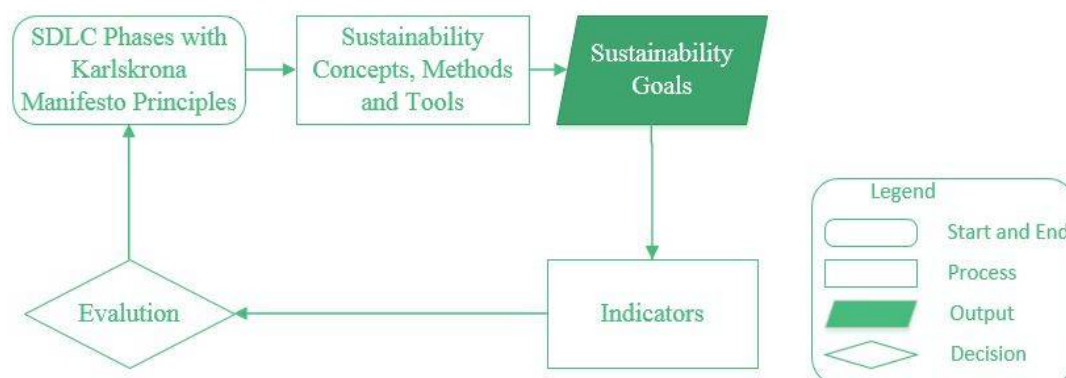 SDLC Phases with
Karlskrona
Manifesto Principles
Sustainability
Concepts, Methods
and Tools
Sustainability
Goals
Evalution
Indicators
Legend
Start and End
Process
Output
Decision